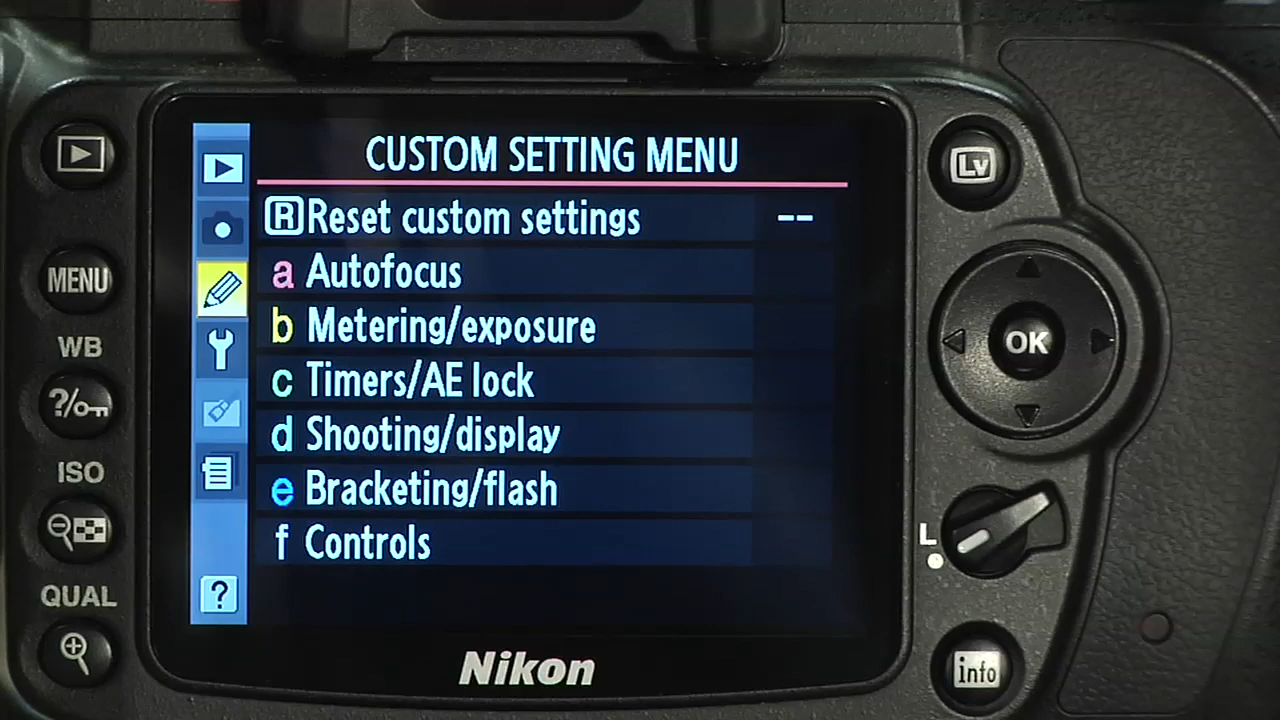 CUSTOM SETTING MENU
R Reset custom settings --
a Autofocus
b Metering/exposure
c Timers/AE lock
d Shooting/display
e Bracketing/flash
f Controls
?
Nikon
MENU
WB
?/
ISO
QUAL
Lv
OK
L
info